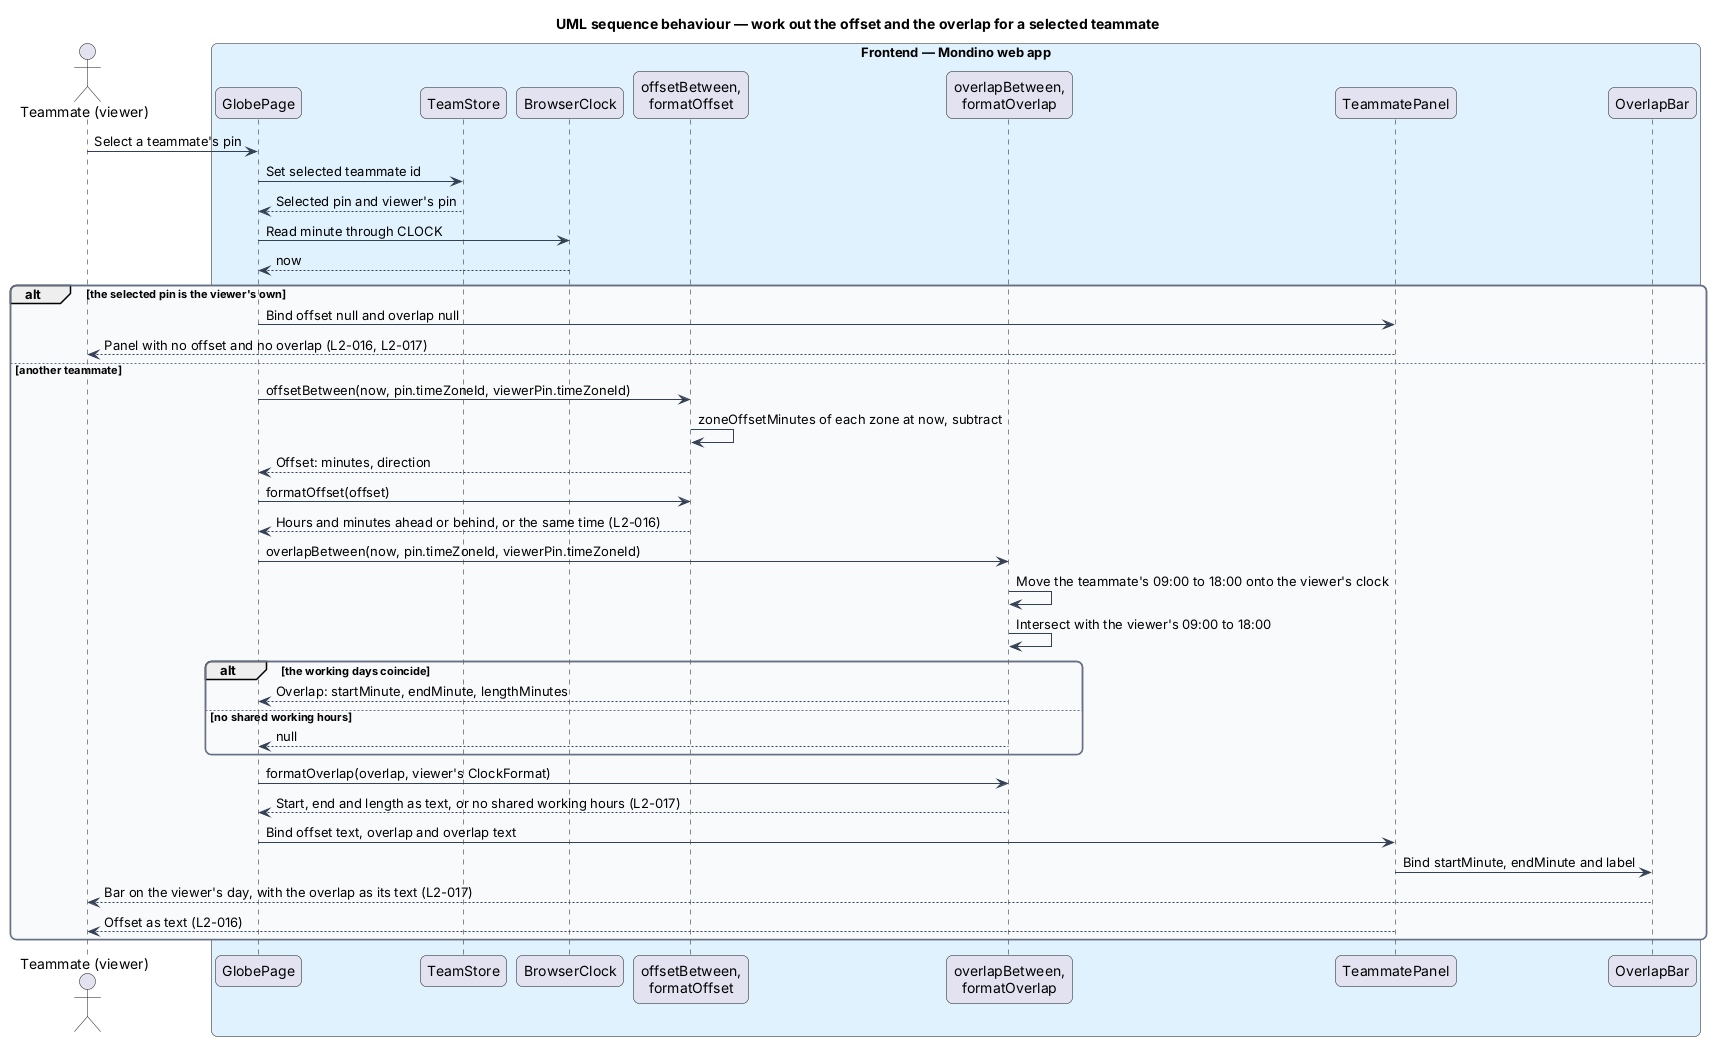 UML sequence behaviour — work out the offset and the overlap for a selected teammate
Frontend — Mondino web app
Teammate (viewer)
GlobePage
TeamStore
BrowserClock
offsetBetween,
formatOffset
overlapBetween,
formatOverlap
TeammatePanel
OverlapBar
Select a teammate's pin
Set selected teammate id
Selected pin and viewer's pin
Read minute through CLOCK
now
alt
[the selected pin is the viewer's own]
Bind offset null and overlap null
Panel with no offset and no overlap (L2-016, L2-017)
[another teammate]
offsetBetween(now, pin.timeZoneId, viewerPin.timeZoneId)
zoneOffsetMinutes of each zone at now, subtract
Offset: minutes, direction
formatOffset(offset)
Hours and minutes ahead or behind, or the same time (L2-016)
overlapBetween(now, pin.timeZoneId, viewerPin.timeZoneId)
Move the teammate's 09:00 to 18:00 onto the viewer's clock
Intersect with the viewer's 09:00 to 18:00
alt
[the working days coincide]
Overlap: startMinute, endMinute, lengthMinutes
[no shared working hours]
null
formatOverlap(overlap, viewer's ClockFormat)
Start, end and length as text, or no shared working hours (L2-017)
Bind offset text, overlap and overlap text
Bind startMinute, endMinute and label
Bar on the viewer's day, with the overlap as its text (L2-017)
Offset as text (L2-016)
Teammate (viewer)
GlobePage
TeamStore
BrowserClock
offsetBetween,
formatOffset
overlapBetween,
formatOverlap
TeammatePanel
OverlapBar